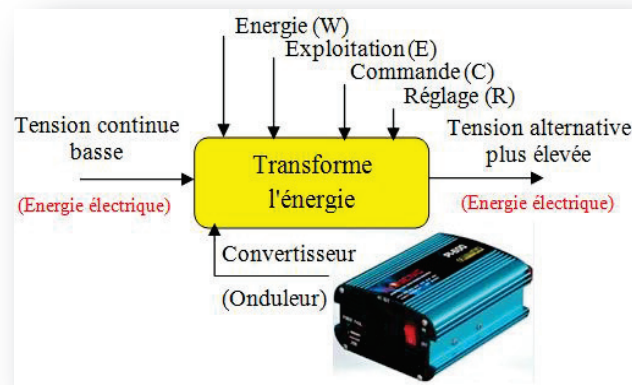 Energie (W)
Exploitation (E)
Commande (C)
Réglage (R)
Tension continue
basse
(Energie électrique)
Transforme
l'énergie
Tension alternative
plus élevée
(Energie électrique)
Convertisseur
(Onduleur)